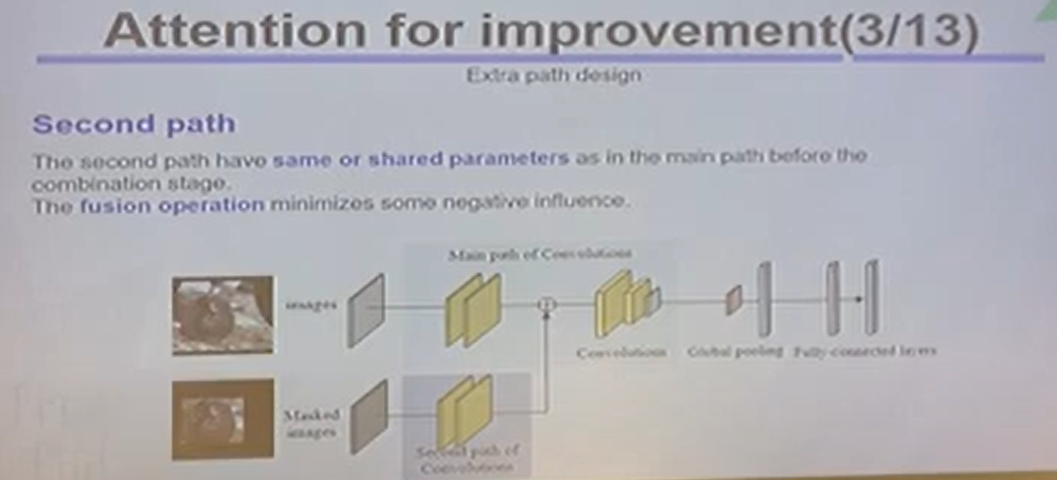 Attention for improvement(3/13)
Extra path design
Second path
The second path have same or shared parameters as in the main path before the
combination stage.
The fusion operation minimizes some negative influence.
Main path of Convolutions
images
Convolutions
Global pooling
Fully-connected layers
Masked
images
Second path of
Convolutions